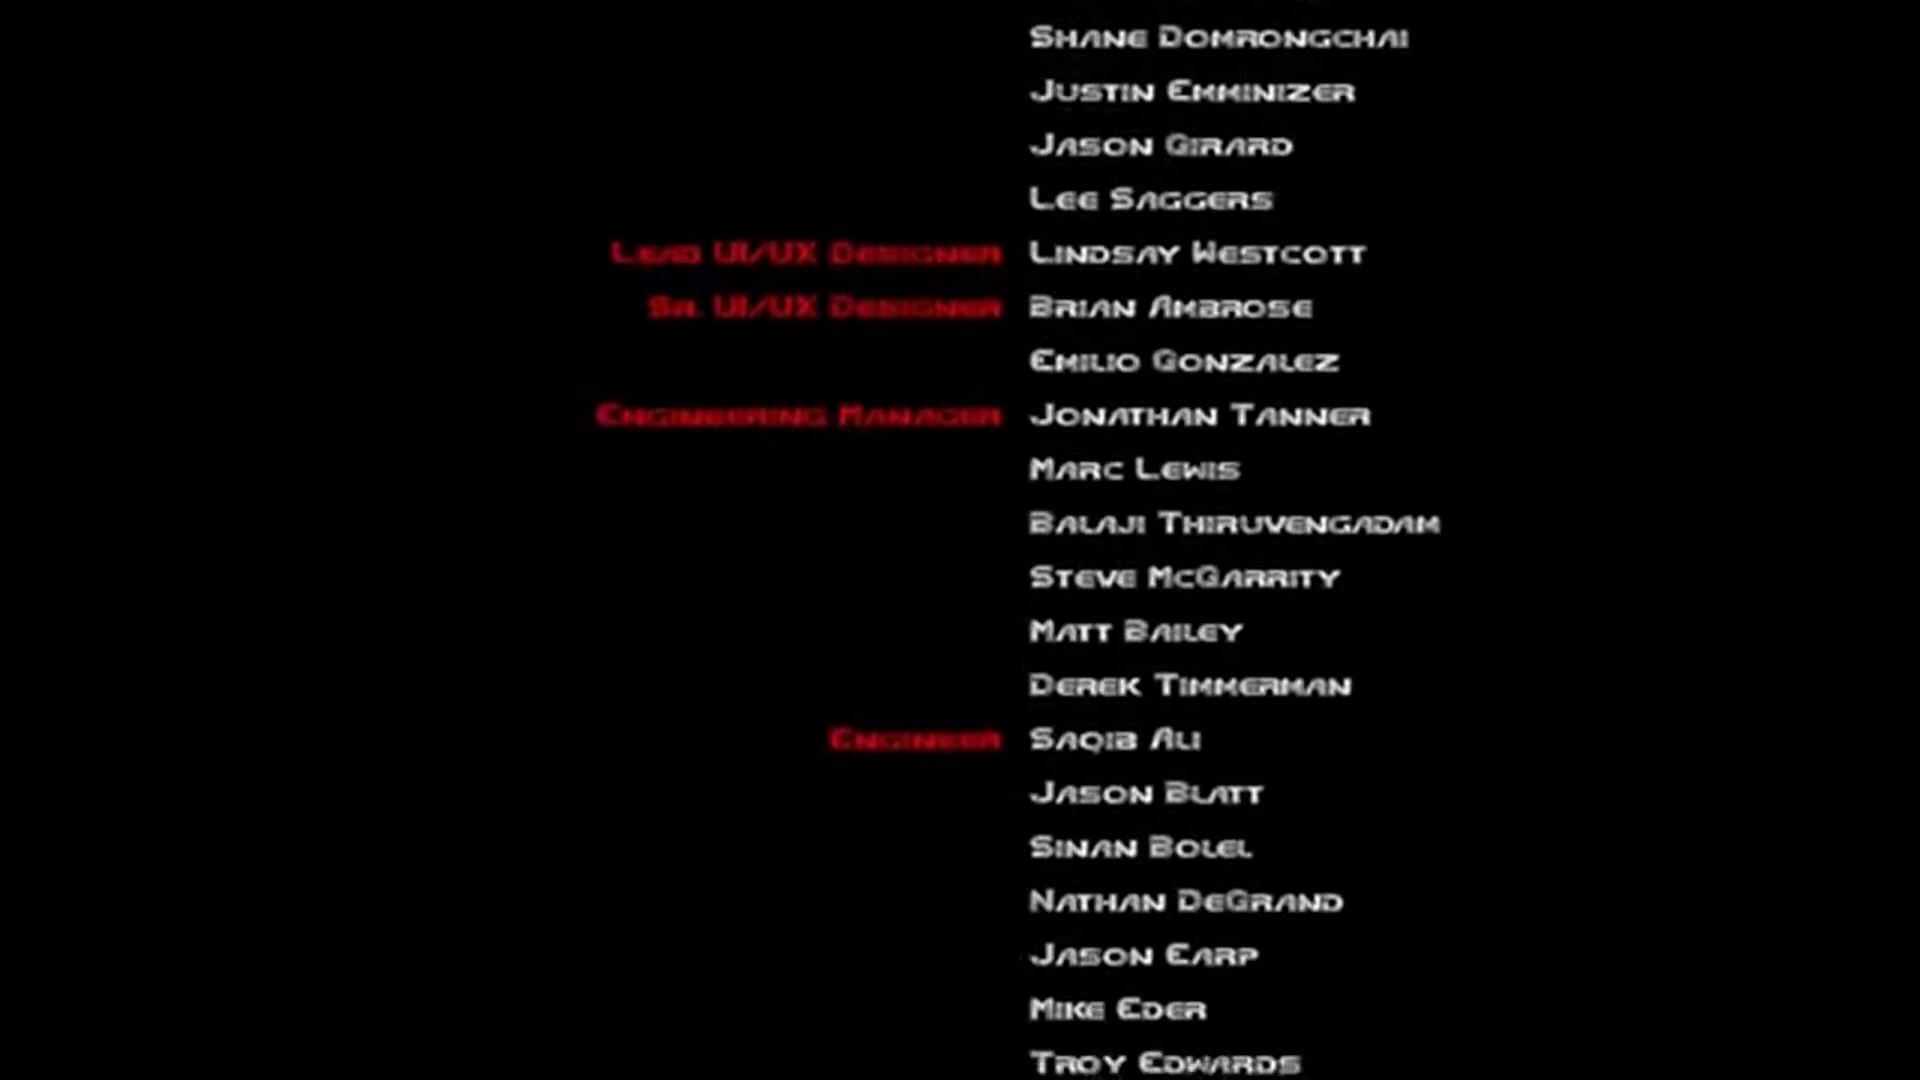 Shane Domrongchai
Justin Emminizer
Jason Girard
Lee Saggers
Lead UI/UX Designer Lindsay Westcott
Sr. UI/UX Designer Brian Ambrose
Emilio Gonzalez
Engineering Manager Jonathan Tanner
Marc Lewis
Balaji Thiruvengadam
Steve McGarrity
Matt Bailey
Derek Timmerman
Engineer Saqib Ali
Jason Blatt
Sinan Bolel
Nathan DeGrand
Jason Earp
Mike Eder
Troy Edwards